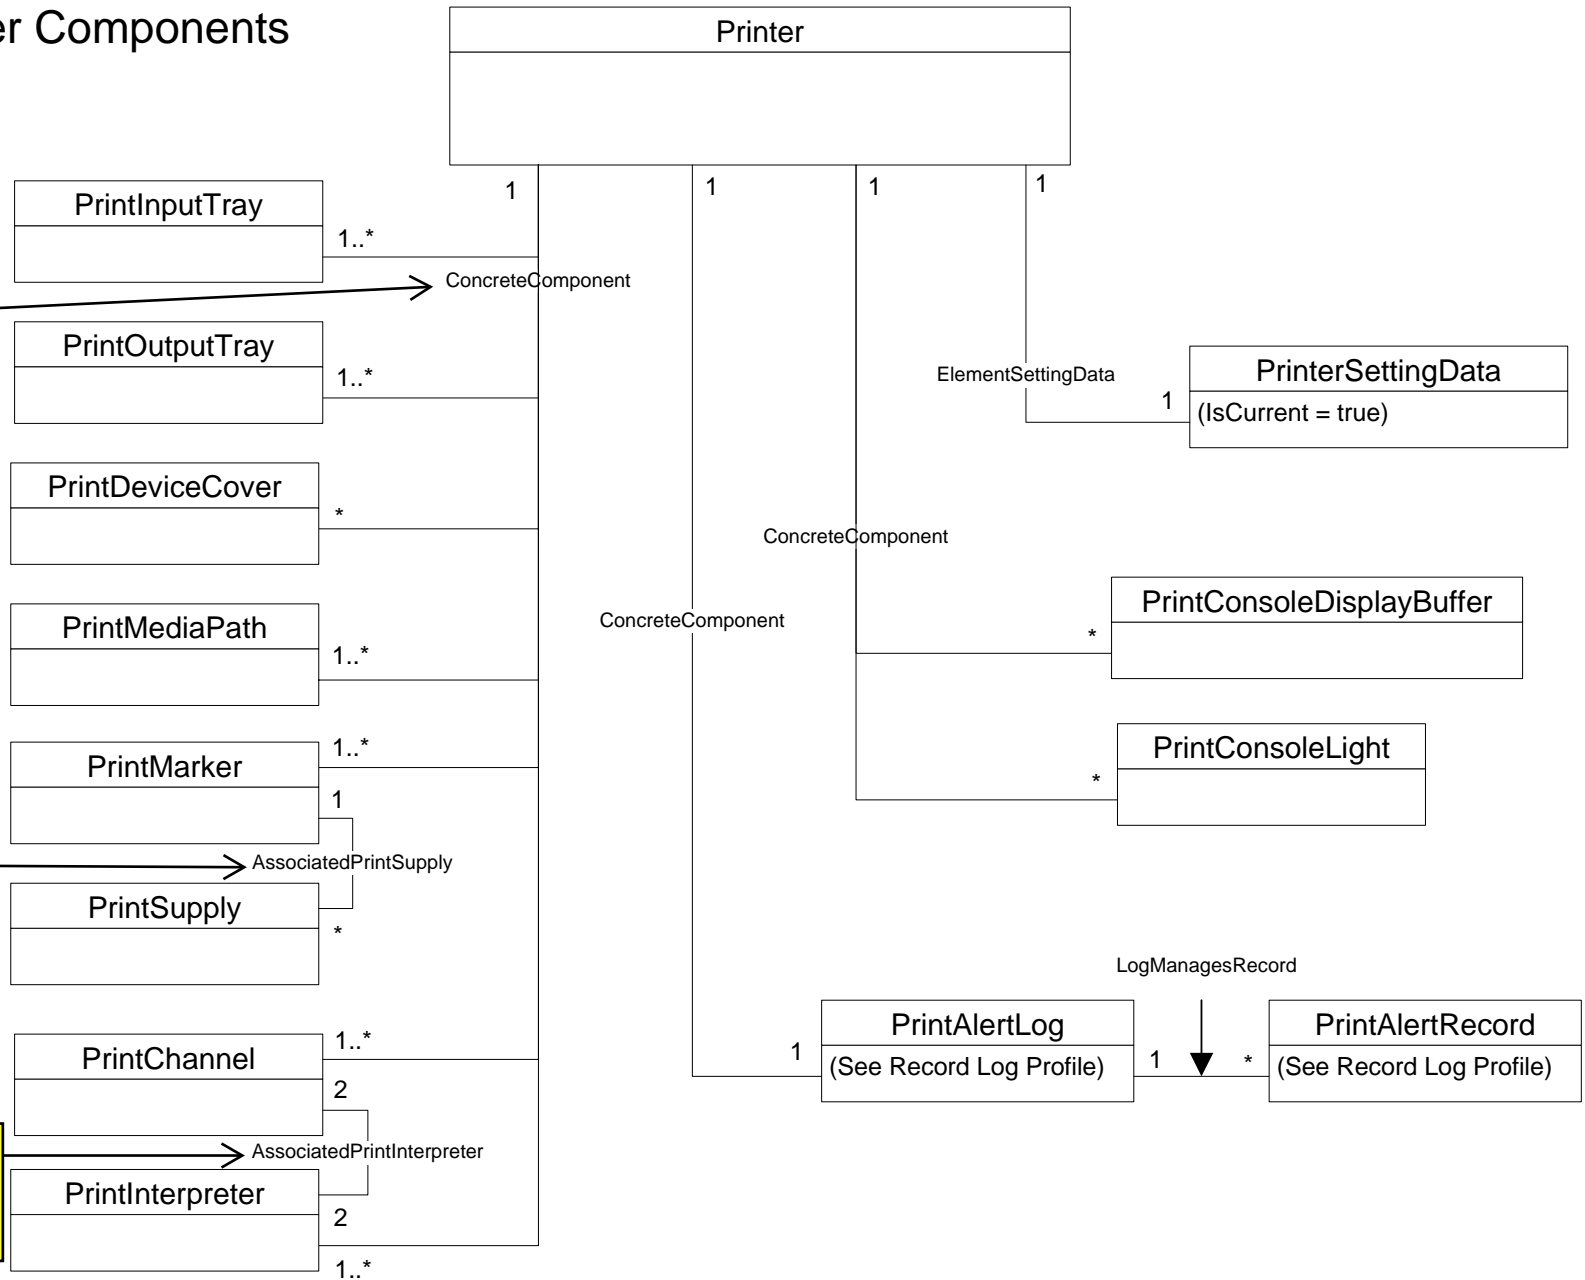 er Components
Printer
1
1
1
1
PrintInputTray
1..*
ConcreteComponent
PrintOutputTray
1..*
ElementSettingData
PrinterSettingData
1
(IsCurrent = true)
PrintDeviceCover
*
ConcreteComponent
PrintConsoleDisplayBuffer
*
ConcreteComponent
PrintMediaPath
1..*
PrintConsoleLight
*
PrintMarker
1..*
1
AssociatedPrintSupply
PrintSupply
*
LogManagesRecord
PrintAlertLog
(See Record Log Profile)
1
1
*
PrintAlertRecord
(See Record Log Profile)
PrintChannel
1..*
2
AssociatedPrintInterpreter
PrintInterpreter
2
1..*